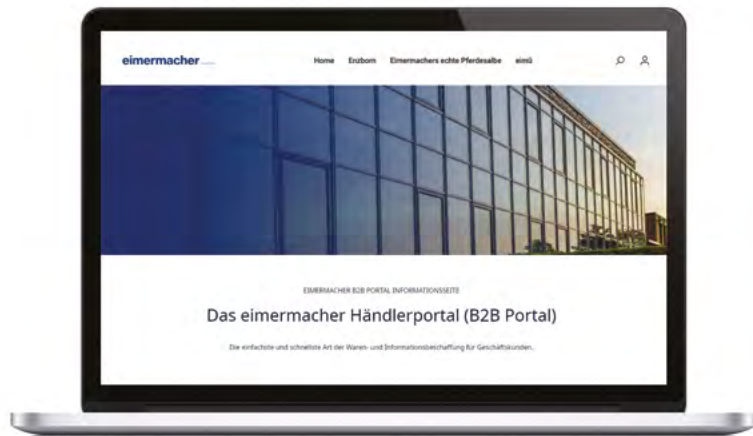 eimermacher
Home Enzborn Eimermachers echte Pferdesalbe eimü
EIMERMACHER B2B PORTAL INFORMATIONSSEITE
Das eimermacher Händlerportal (B2B Portal)
Die einfachste und schnellste Art der Waren- und Informationsbeschaffung für Geschäftskunden.